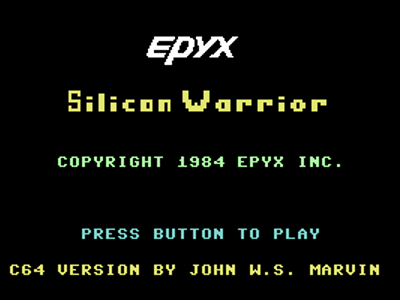 EPYX
Silicon Warrior
COPYRIGHT 1984 EPYX INC.
PRESS BUTTON TO PLAY
C64 VERSION BY JOHN W.S. MARVIN